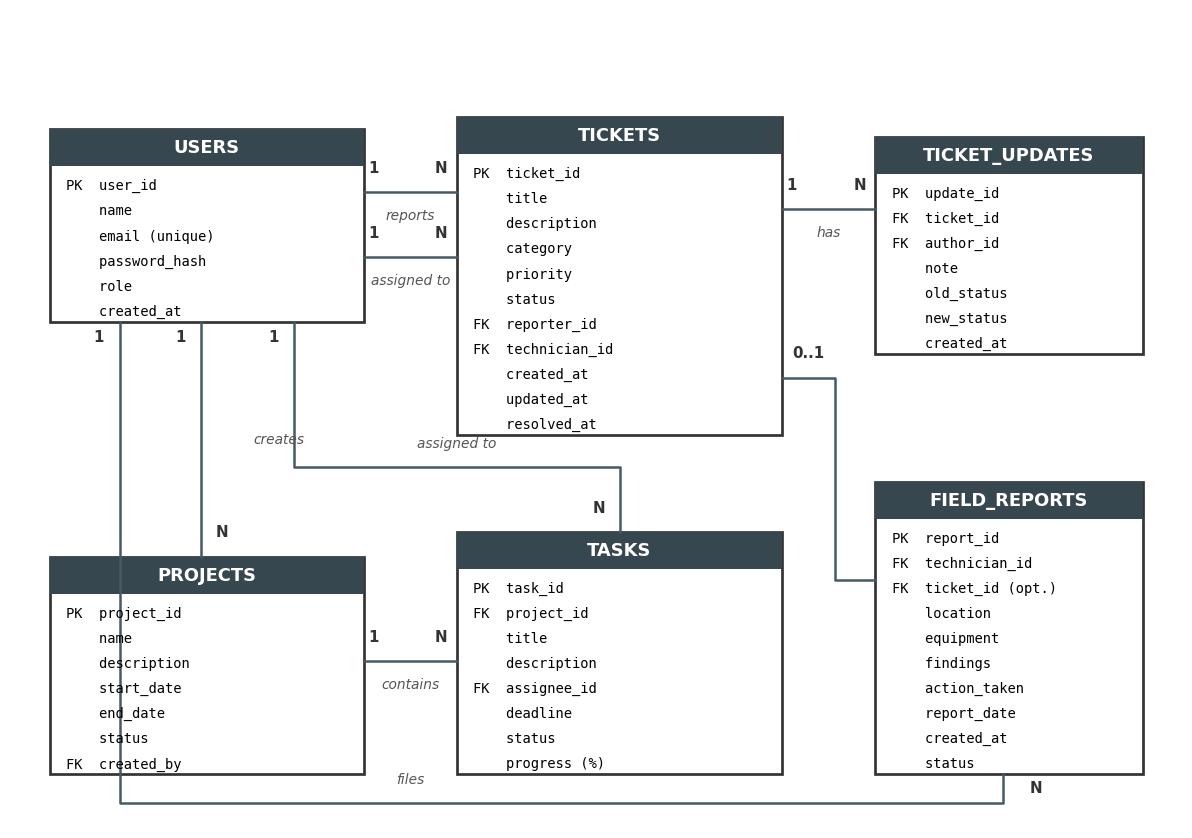 USERS
PK user_id
name
email (unique)
password_hash
role
created_at
1 N
reports
1 N
assigned to
TICKETS
PK ticket_id
title
description
category
priority
status
FK reporter_id
FK technician_id
created_at
updated_at
resolved_at
1 N
has
TICKET_UPDATES
PK update_id
FK ticket_id
FK author_id
note
old_status
new_status
created_at
1 1 1
0..1
creates
assigned to
N
N
PROJECTS
PK project_id
name
description
start_date
end_date
status
FK created_by
1 N
contains
TASKS
PK task_id
FK project_id
title
description
FK assignee_id
deadline
status
progress (%)
FIELD_REPORTS
PK report_id
FK technician_id
FK ticket_id (opt.)
location
equipment
findings
action_taken
report_date
created_at
status
files
N